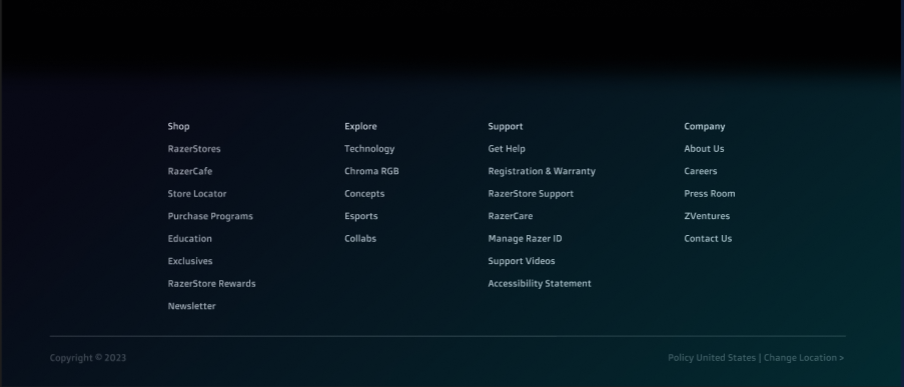 Shop
RazerStores
RazerCafe
Store Locator
Purchase Programs
Education
Exclusives
RazerStore Rewards
Newsletter
Explore
Technology
Chroma RGB
Concepts
Esports
Collabs
Support
Get Help
Registration & Warranty
RazerStore Support
RazerCare
Manage Razer ID
Support Videos
Accessibility Statement
Company
About Us
Careers
Press Room
ZVentures
Contact Us
Copyright © 2023
Policy United States | Change Location >